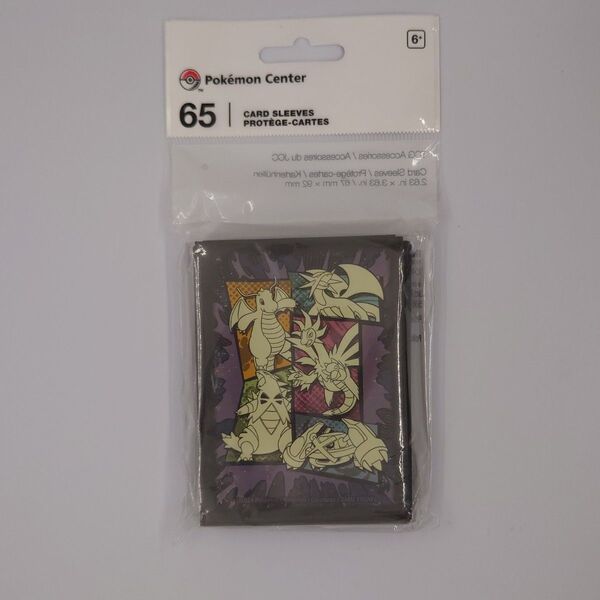 6+
Pokémon Center
TM
65
CARD SLEEVES
PROTÈGE-CARTES
TCG Accessories / Accessoires du JCC
Card Sleeves / Protège-cartes / Kartenhüllen
2.63 in. x 3.63 in. / 67 mm x 92 mm